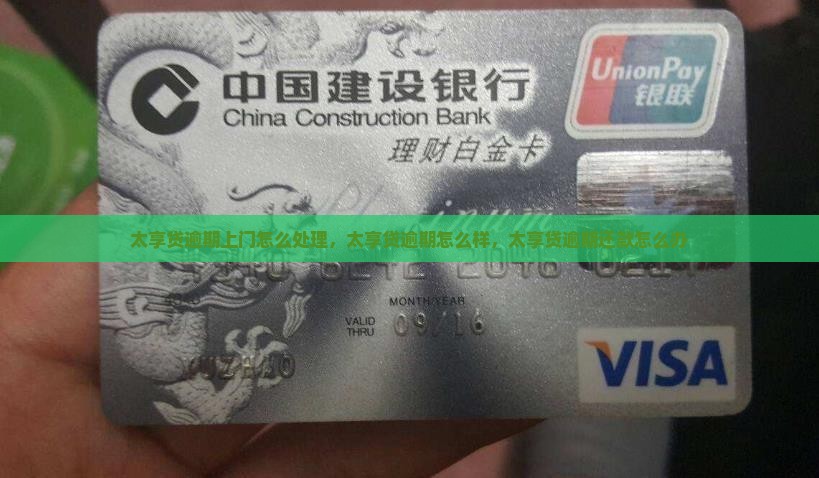 中国建设银行
China Construction Bank
UnionPay
银联
理财白金卡
太享贷逾期上门怎么处理，太享贷逾期怎么样，太享贷逾期还款怎么
MONTH/YEAR
VALID
THRU
09/16
VISA